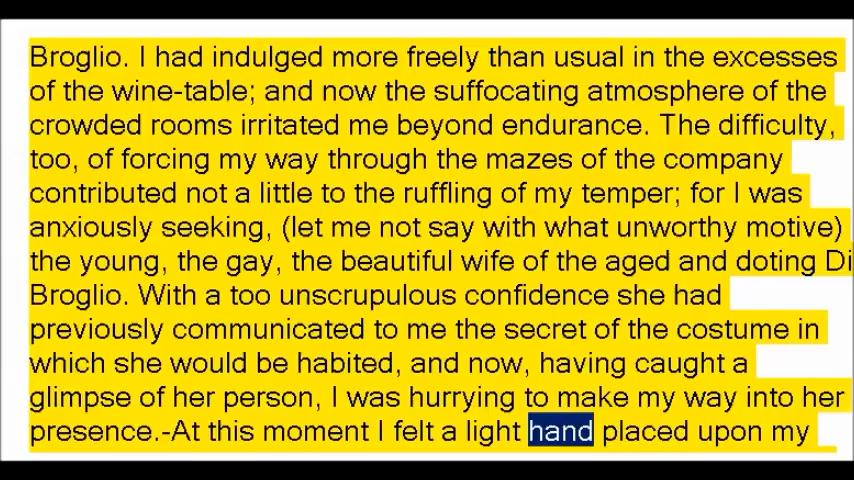 Broglio. I had indulged more freely than usual in the excesses
of the wine-table; and now the suffocating atmosphere of the
crowded rooms irritated me beyond endurance. The difficulty,
too, of forcing my way through the mazes of the company
contributed not a little to the ruffling of my temper; for I was
anxiously seeking, (let me not say with what unworthy motive)
the young, the gay, the beautiful wife of the aged and doting Di
Broglio. With a too unscrupulous confidence she had
previously communicated to me the secret of the costume in
which she would be habited, and now, having caught a
glimpse of her person, I was hurrying to make my way into her
presence.-At this moment I felt a light hand placed upon my